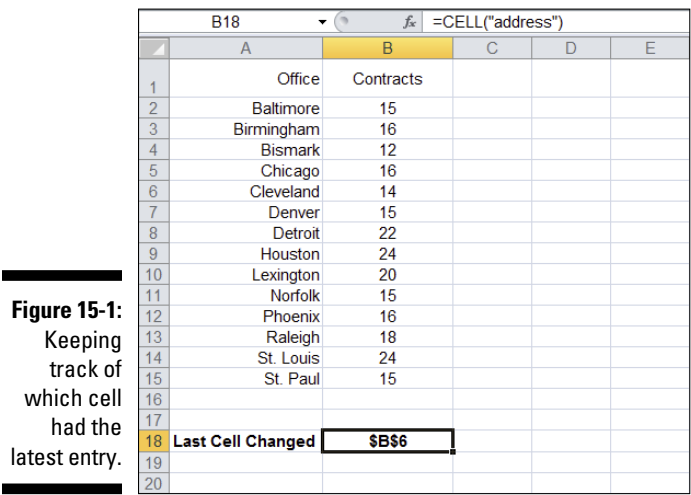 B18 fx =CELL("address")
A B C D E
1 Office Contracts
2 Baltimore 15
3 Birmingham 16
4 Bismark 12
5 Chicago 16
6 Cleveland 14
7 Denver 15
8 Detroit 22
9 Houston 24
10 Lexington 20
11 Norfolk 15
12 Phoenix 16
13 Raleigh 18
14 St. Louis 24
15 St. Paul 15
16
17
18 Last Cell Changed $B$6
19
20
Figure 15-1:
Keeping
track of
which cell
had the
latest entry.